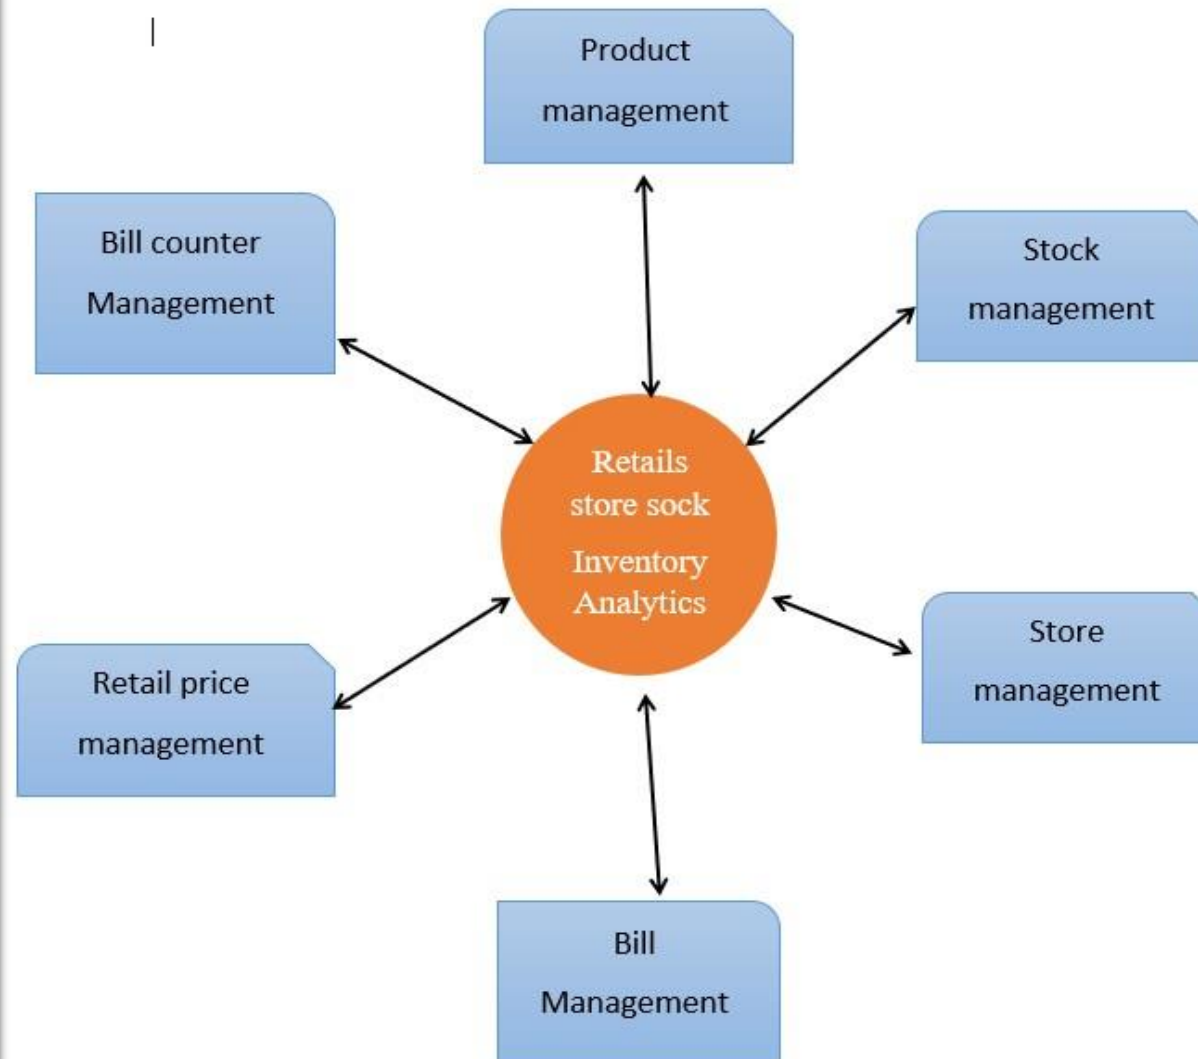 Product
management
Bill counter
Management
Stock
management
Retails
store sock
Inventory
Analytics
Store
management
Retail price
management
Bill
Management